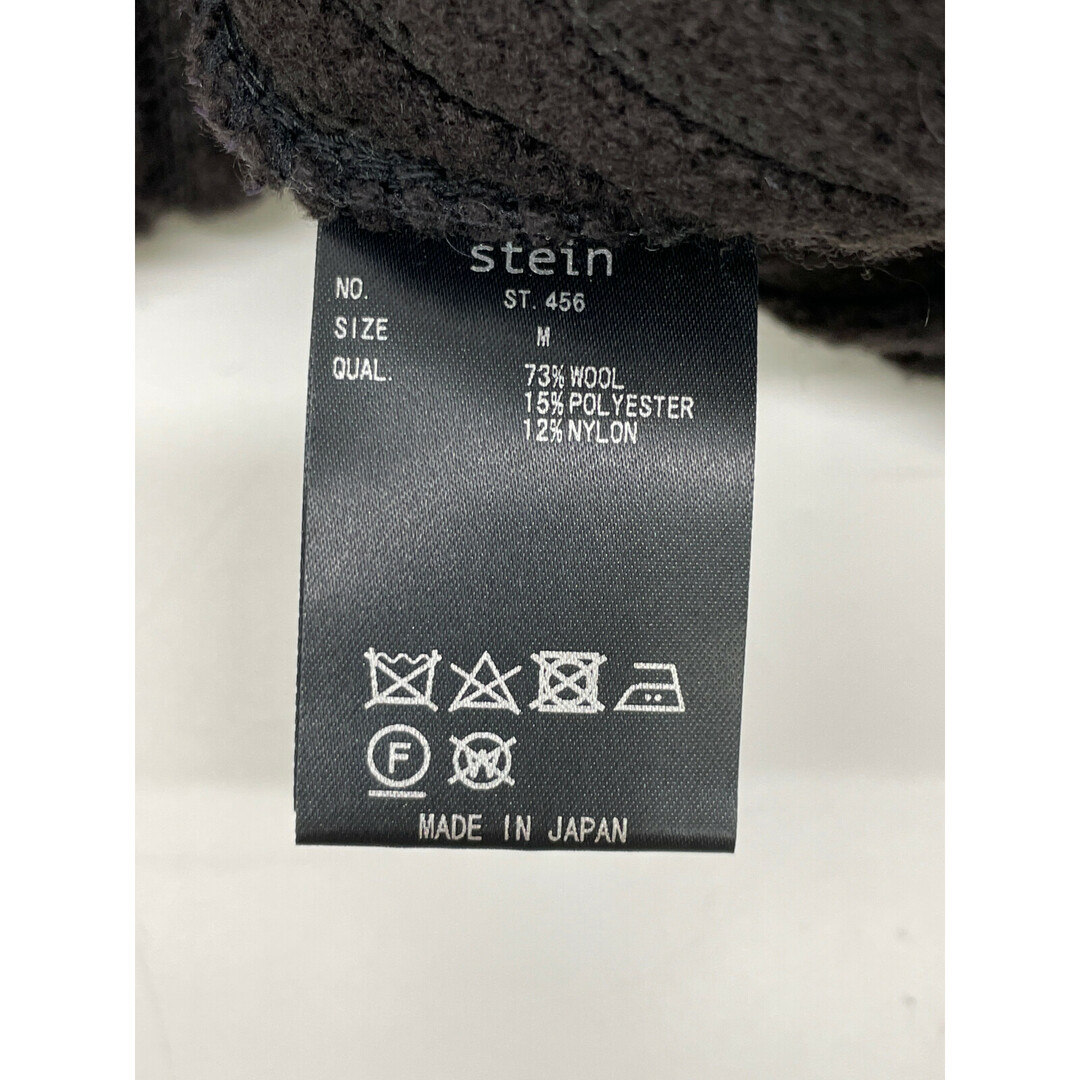 stein
NO. ST. 456
SIZE M
QUAL. 73% WOOL
15% POLYESTER
12% NYLON
F W
MADE IN JAPAN